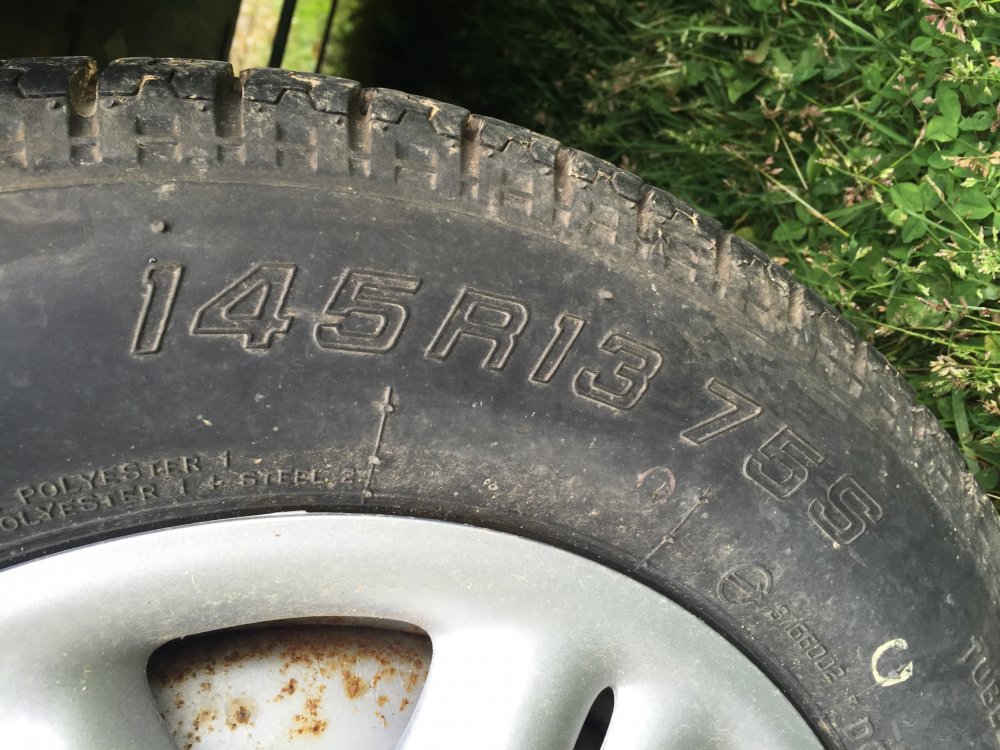 145R13 75S
POLYESTER 1
POLYESTER 1 + STEEL 2